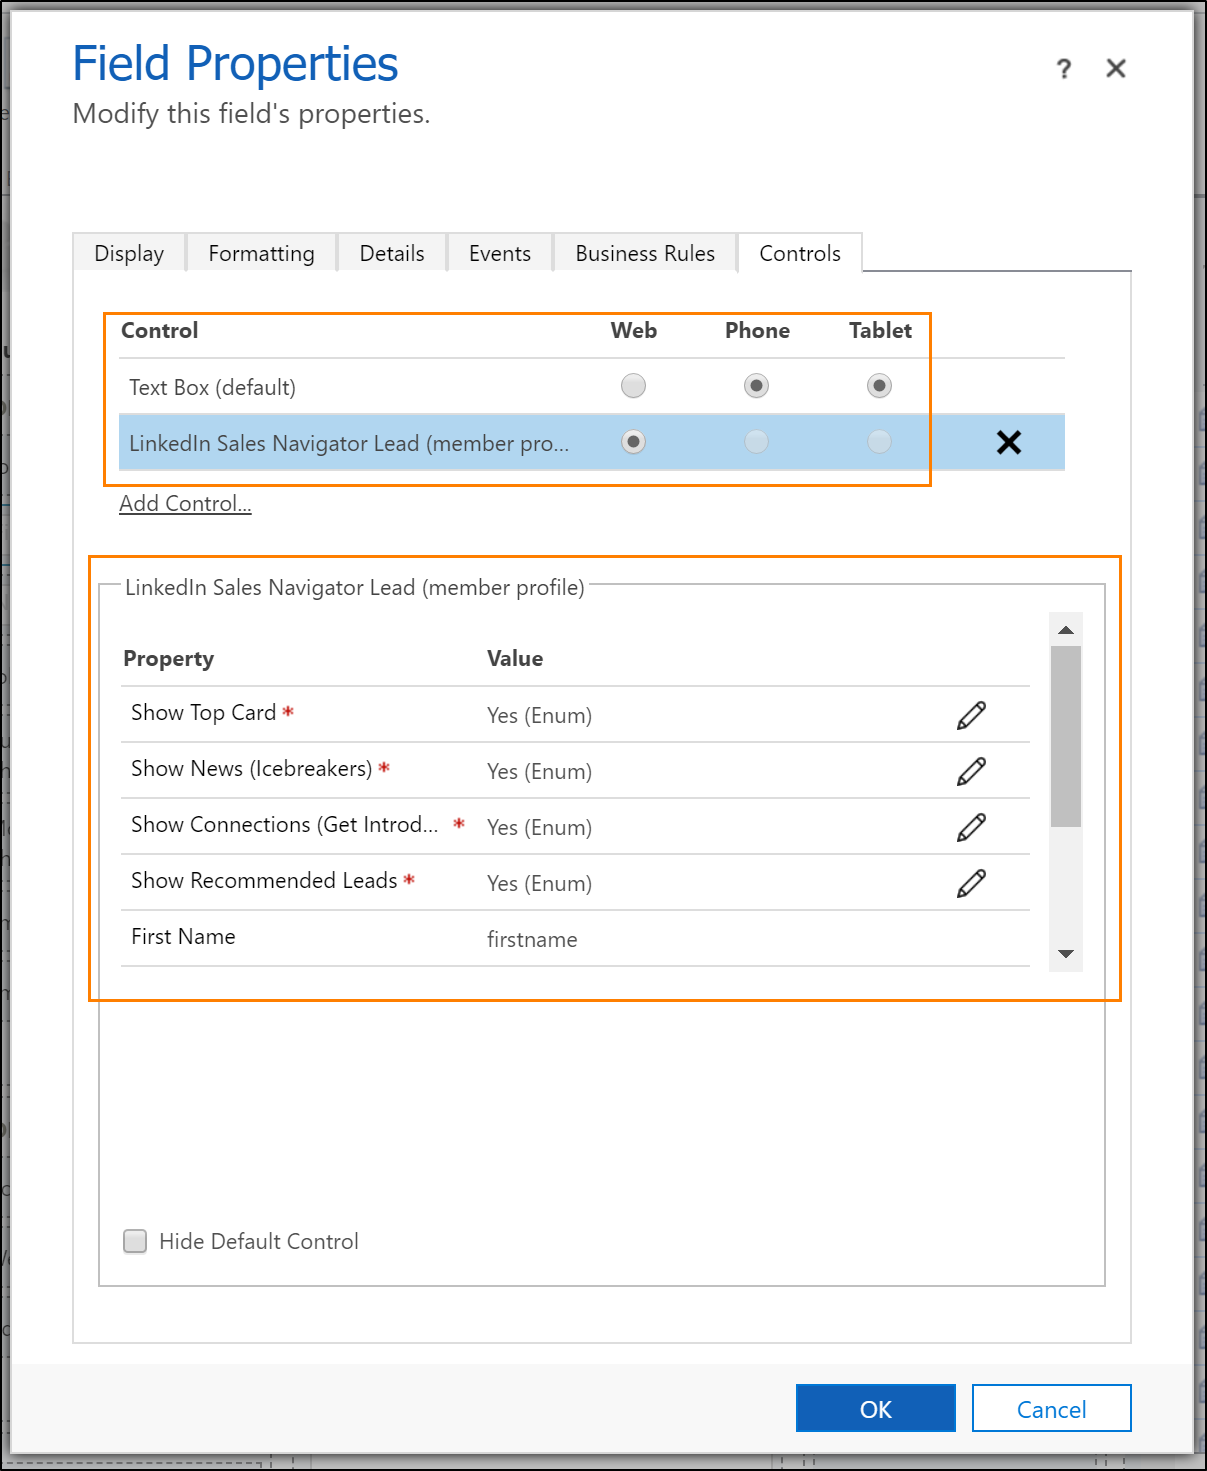 Field Properties
?
Modify this field's properties.
Display Formatting Details Events Business Rules Controls
Control Web Phone Tablet
Text Box (default)
LinkedIn Sales Navigator Lead (member pro...
Add Control...
LinkedIn Sales Navigator Lead (member profile)
Property Value
Show Top Card * Yes (Enum)
Show News (Icebreakers) * Yes (Enum)
Show Connections (Get Introd... * Yes (Enum)
Show Recommended Leads * Yes (Enum)
First Name firstname
Hide Default Control
OK Cancel